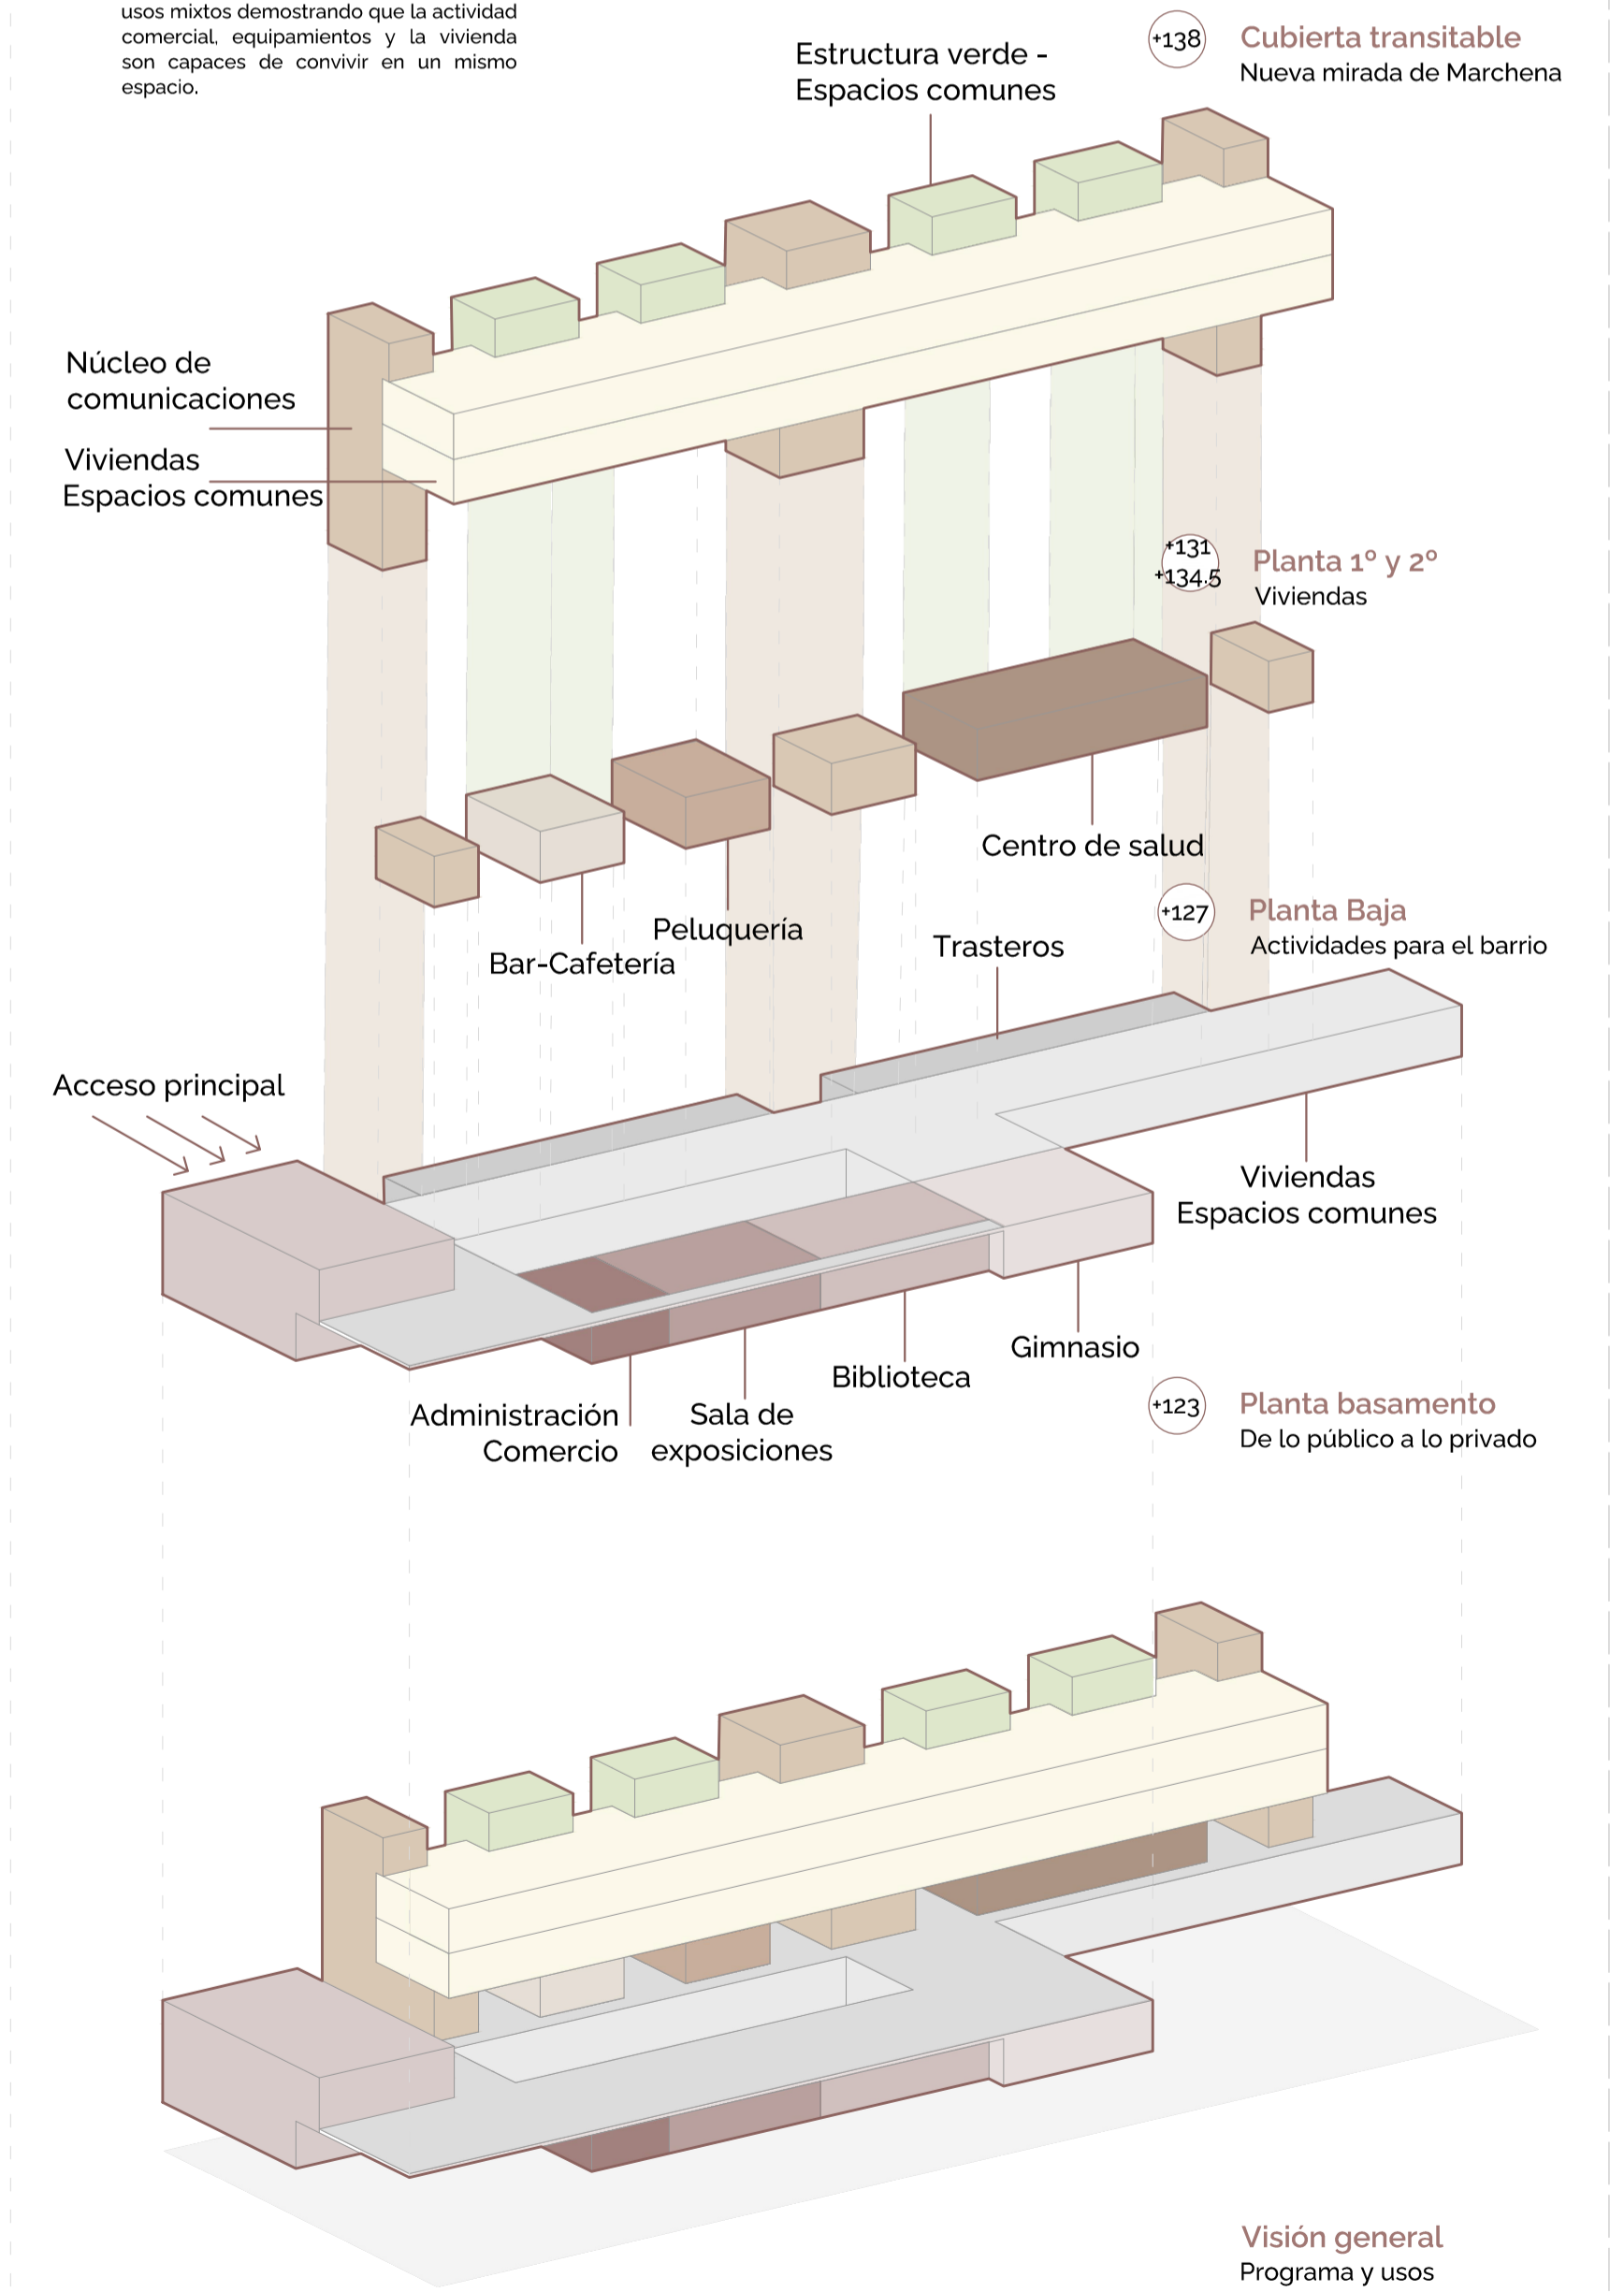 usos mixtos demostrando que la actividad
comercial, equipamientos y la vivienda
son capaces de convivir en un mismo
espacio.
Estructura verde -
Espacios comunes
+138
Cubierta transitable
Nueva mirada de Marchena
Núcleo de
comunicaciones
Viviendas
Espacios comunes
+131
+134.5
Planta 1º y 2º
Viviendas
Centro de salud
Peluquería
Bar-Cafetería
+127
Planta Baja
Actividades para el barrio
Trasteros
Acceso principal
Viviendas
Espacios comunes
Gimnasio
Biblioteca
Sala de
exposiciones
Administración
Comercio
+123
Planta basamento
De lo público a lo privado
Visión general
Programa y usos